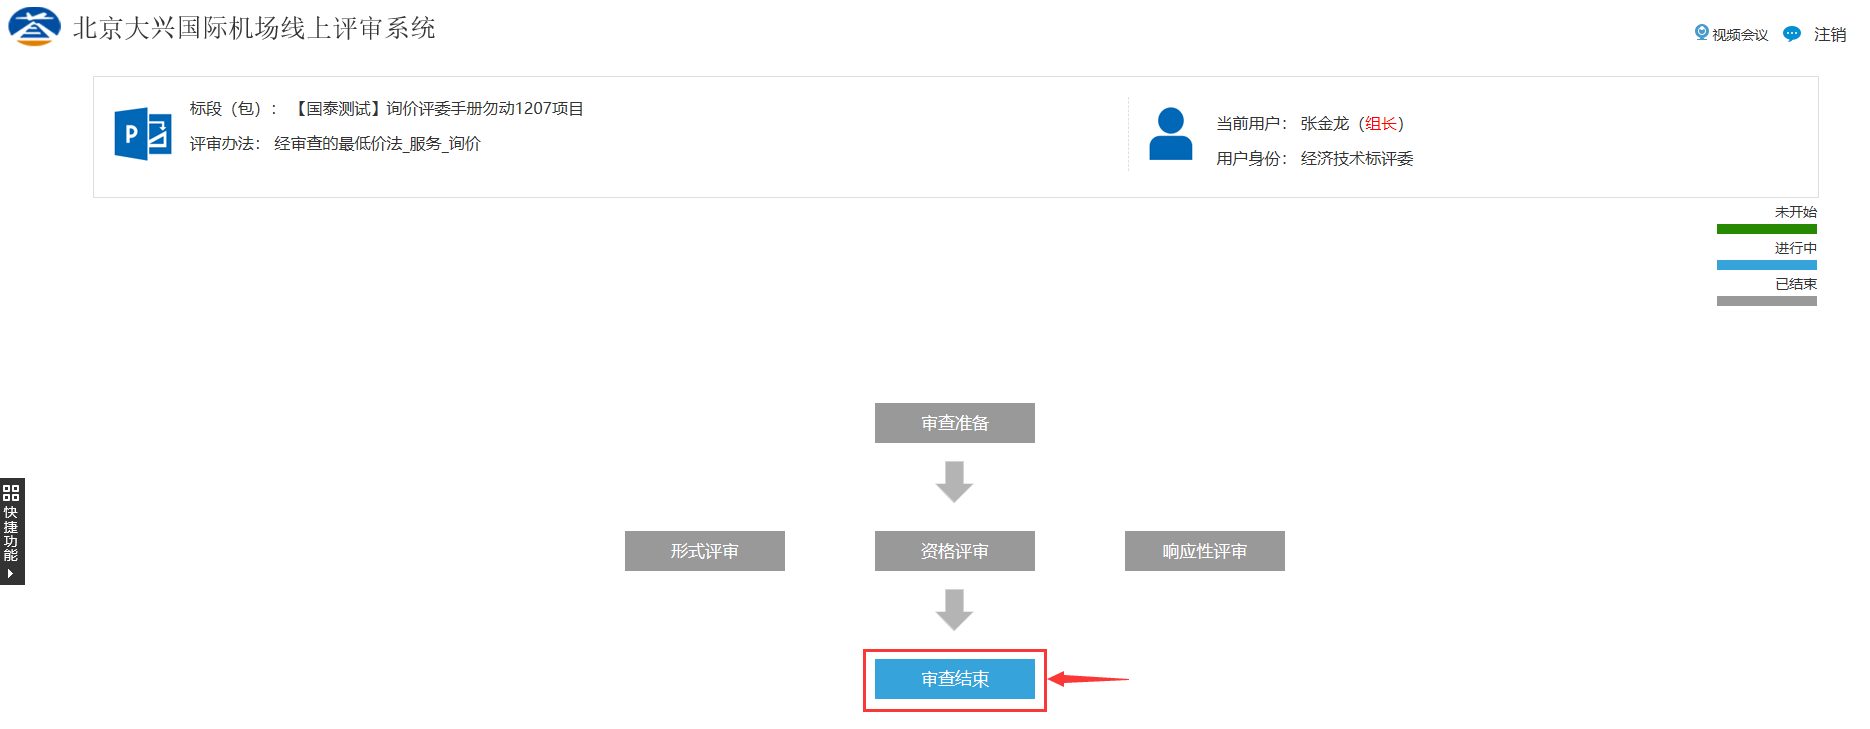 北京大兴国际机场线上评审系统
视频会议 注销
标段（包）： 【国泰测试】询价评委手册勿动1207项目
评审办法： 经审查的最低价法_服务_询价
当前用户： 张金龙（组长）
用户身份： 经济技术标评委
未开始
进行中
已结束
审查准备
形式评审 资格评审 响应性评审
审查结束
快捷功能
P